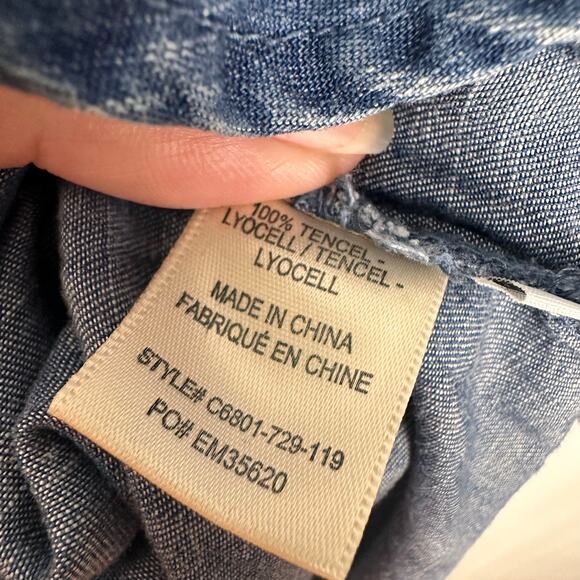 100% TENCEL -
LYOCELL / TENCEL -
LYOCELL
MADE IN CHINA
FABRIQUÉ EN CHINE
STYLE# C6801-729-119
PO# EM35620